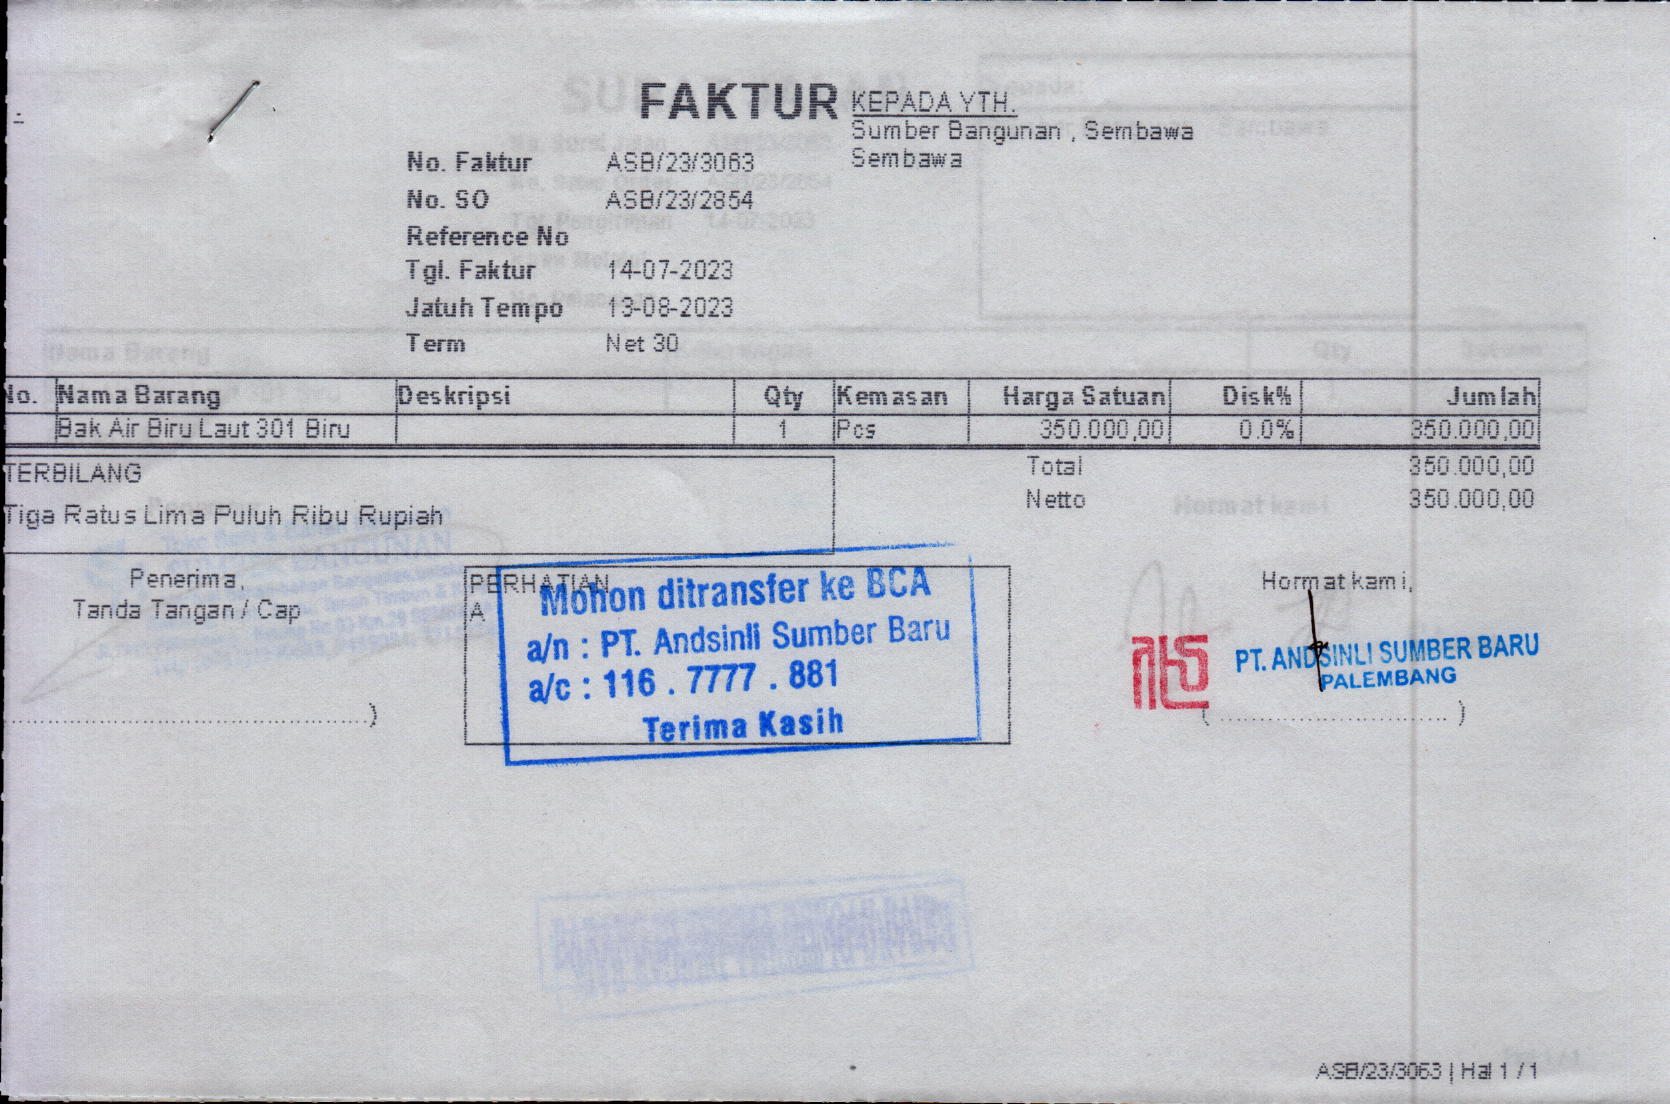 FAKTUR
KEPADA YTH.
Sumber Bangunan , Sembawa
Sembawa
No. Faktur ASB/23/3063
No. SO ASB/23/2854
Reference No
Tgl. Faktur 14-07-2023
Jatuh Tempo 13-08-2023
Term Net 30
No. Nama Barang Deskripsi Qty Kemasan Harga Satuan Disk% Jumlah
Bak Air Biru Laut 301 Biru 1 Pcs 350.000,00 0.0% 350.000,00
TERBILANG
Tiga Ratus Lima Puluh Ribu Rupiah
Total 350.000,00
Netto 350.000,00
Penerima,
Tanda Tangan / Cap
PERHATIAN
A
Mohon ditransfer ke BCA
a/n : PT. Andsinli Sumber Baru
a/c : 116 . 7777 . 881
Terima Kasih
Hormat kami,
PT. ANDSINLI SUMBER BARU
PALEMBANG
ASB/23/3063 | Hal 1 / 1